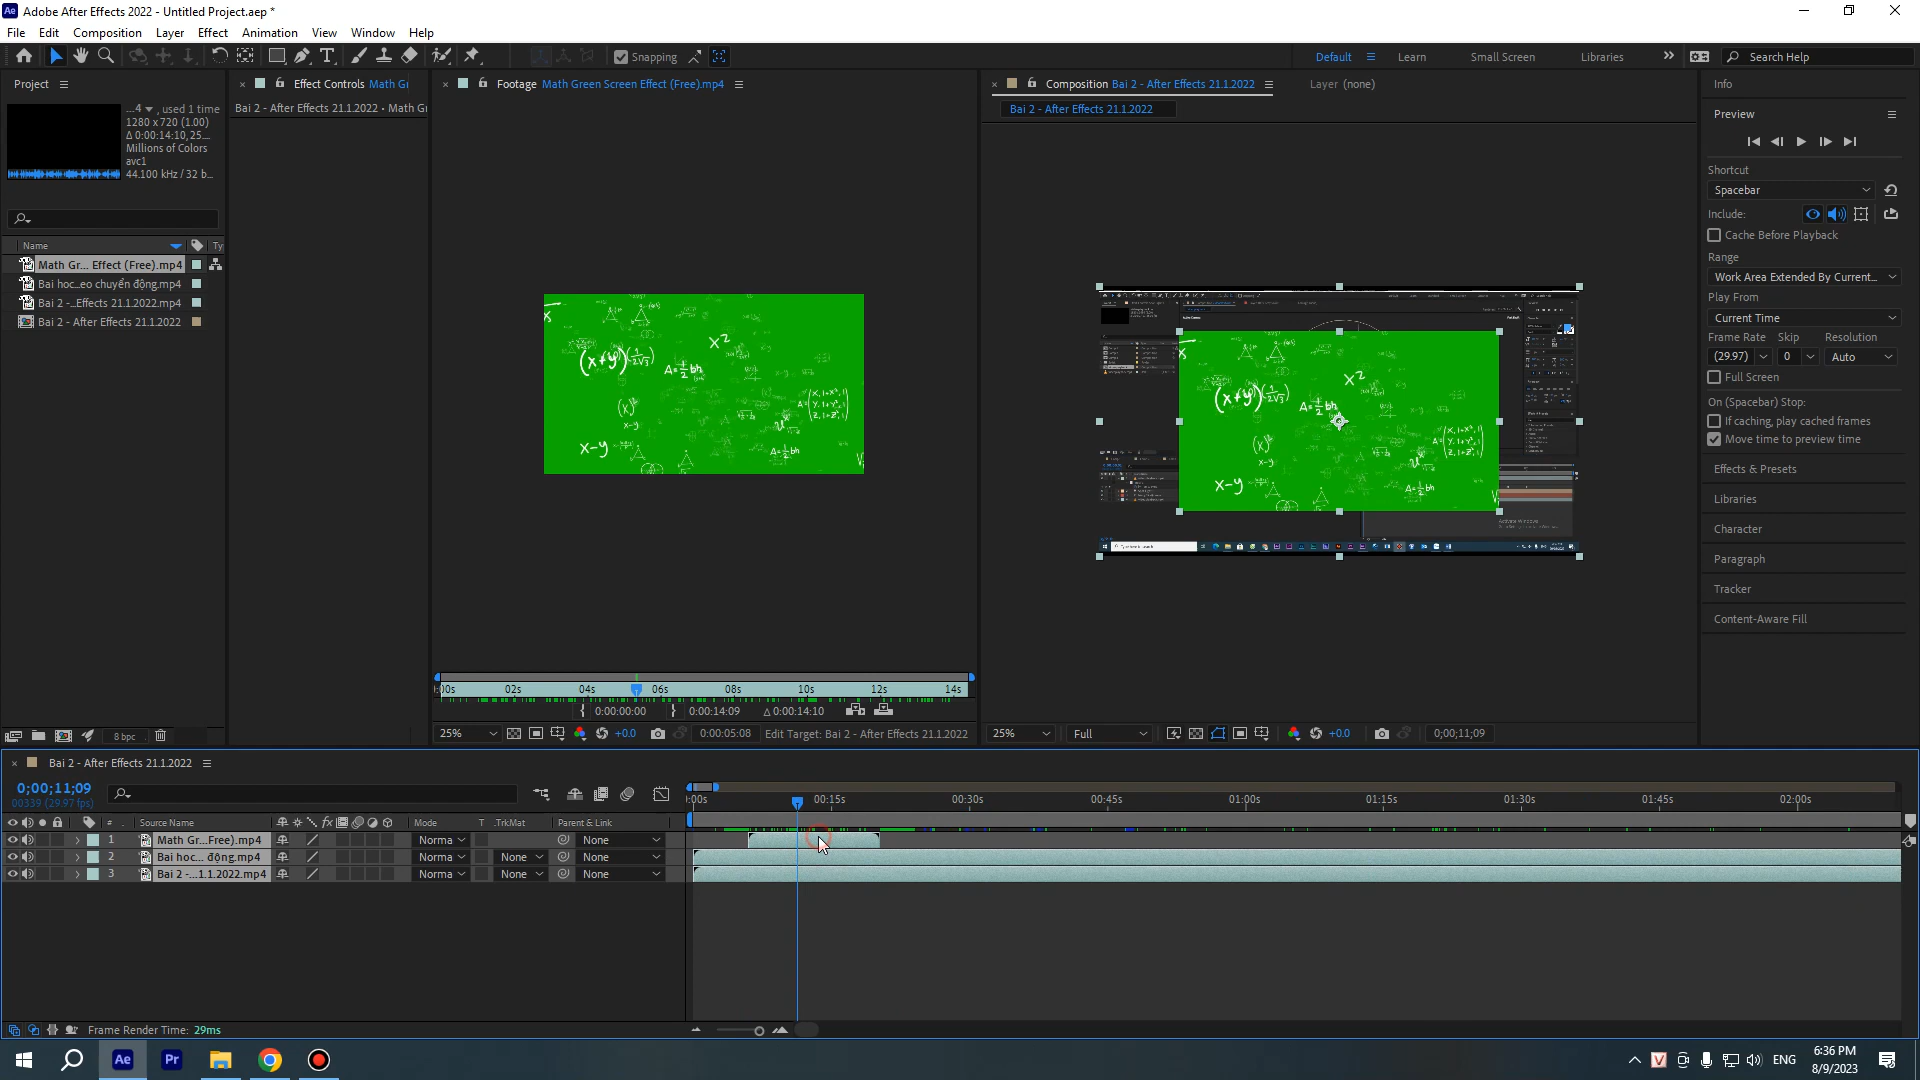 Adobe After Effects 2022 - Untitled Project.aep *
File Edit Composition Layer Effect Animation View Window Help
Snapping
Default Learn Small Screen Libraries Search Help
Project
...4 , used 1 time
1280 x 720 (1.00)
Δ 0:00:14:10, 25....
Millions of Colors
avc1
44.100 kHz / 32 b...
Name Ty
Math Gr... Effect (Free).mp4
Bai hoc...eo chuyển động.mp4
Bai 2 -...Effects 21.1.2022.mp4
Bai 2 - After Effects 21.1.2022
8 bpc
Effect Controls Math Gr
Bai 2 - After Effects 21.1.2022 • Math Gr
Footage Math Green Screen Effect (Free).mp4
:00s 02s 04s 06s 08s 10s 12s 14s
0:00:00:00 0:00:14:09 Δ 0:00:14:10
25% +0.0 0:00:05:08 Edit Target: Bai 2 - After Effects 21.1.2022
Composition Bai 2 - After Effects 21.1.2022 Layer (none)
Bai 2 - After Effects 21.1.2022
25% Full +0.0 0;00;11;09
Info
Preview
Shortcut
Spacebar
Include:
Cache Before Playback
Range
Work Area Extended By Current...
Play From
Current Time
Frame Rate Skip Resolution
(29.97) 0 Auto
Full Screen
On (Spacebar) Stop:
If caching, play cached frames
Move time to preview time
Effects & Presets
Libraries
Character
Paragraph
Tracker
Content-Aware Fill
Bai 2 - After Effects 21.1.2022
0;00;11;09
00339 (29.97 fps)
:00s 00:15s 00:30s 00:45s 01:00s 01:15s 01:30s 01:45s 02:00s
# Source Name fx Mode T .TrkMat Parent & Link
1 Math Gr...Free).mp4 Norma None
2 Bai hoc... động.mp4 Norma None None
3 Bai 2 -...1.1.2022.mp4 Norma None None
Frame Render Time: 29ms
Ae Pr V ENG 6:36 PM
8/9/2023